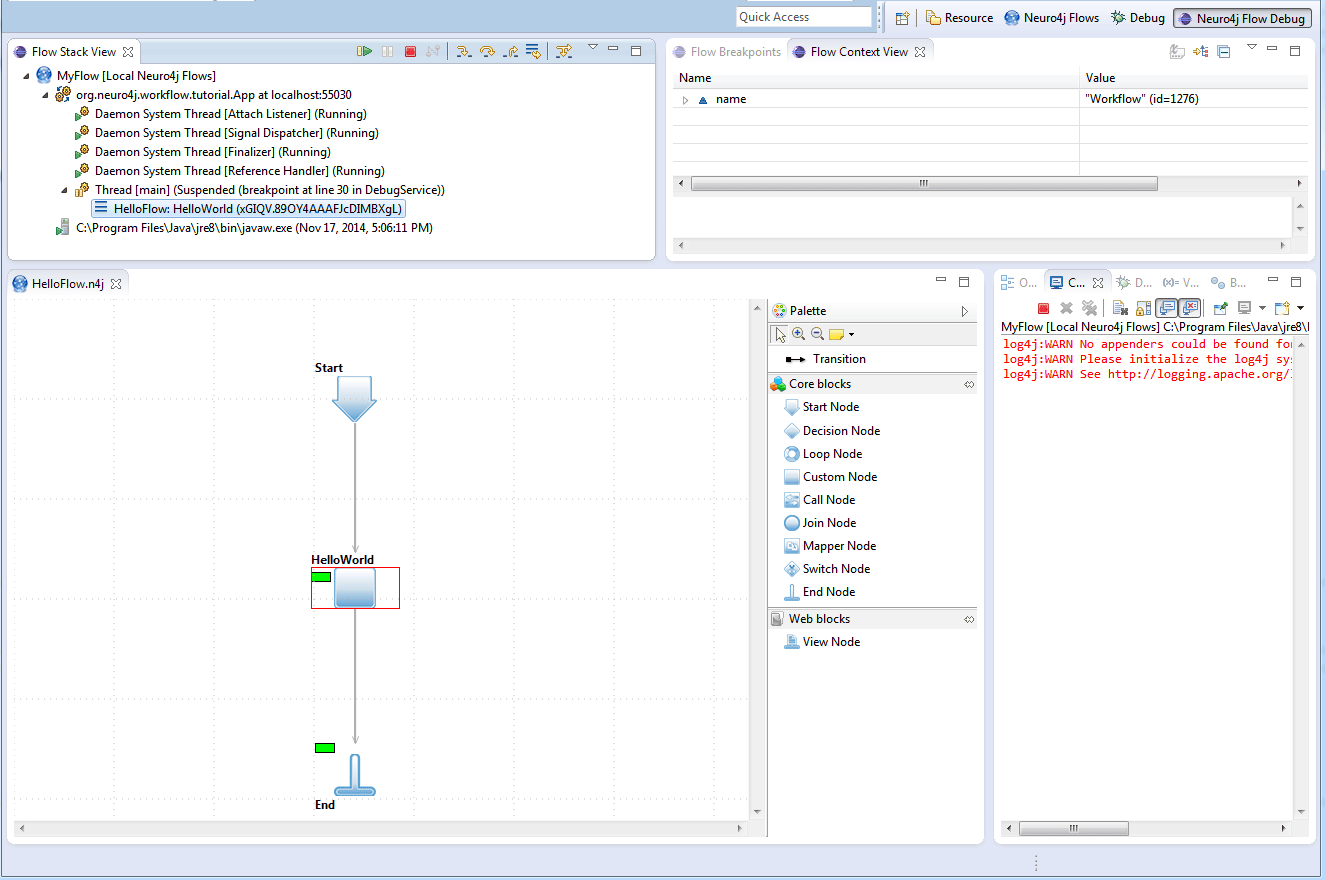 Quick Access
Resource
Neuro4j Flows
Debug
Neuro4j Flow Debug
Flow Stack View
MyFlow [Local Neuro4j Flows]
org.neuro4j.workflow.tutorial.App at localhost:55030
Daemon System Thread [Attach Listener] (Running)
Daemon System Thread [Signal Dispatcher] (Running)
Daemon System Thread [Finalizer] (Running)
Daemon System Thread [Reference Handler] (Running)
Thread [main] (Suspended (breakpoint at line 30 in DebugService))
HelloFlow: HelloWorld (xGIQV.89OY4AAAFJcDIMBXgL)
C:\Program Files\Java\jre8\bin\javaw.exe (Nov 17, 2014, 5:06:11 PM)
Flow Breakpoints
Flow Context View
Name Value
name "Workflow" (id=1276)
HelloFlow.n4j
Start
HelloWorld
End
Palette
Transition
Core blocks
Start Node
Decision Node
Loop Node
Custom Node
Call Node
Join Node
Mapper Node
Switch Node
End Node
Web blocks
View Node
O... C... D... (x)= V... B...
MyFlow [Local Neuro4j Flows] C:\Program Files\Java\jre8\
log4j:WARN No appenders could be found fo
log4j:WARN Please initialize the log4j sy
log4j:WARN See http://logging.apache.org/